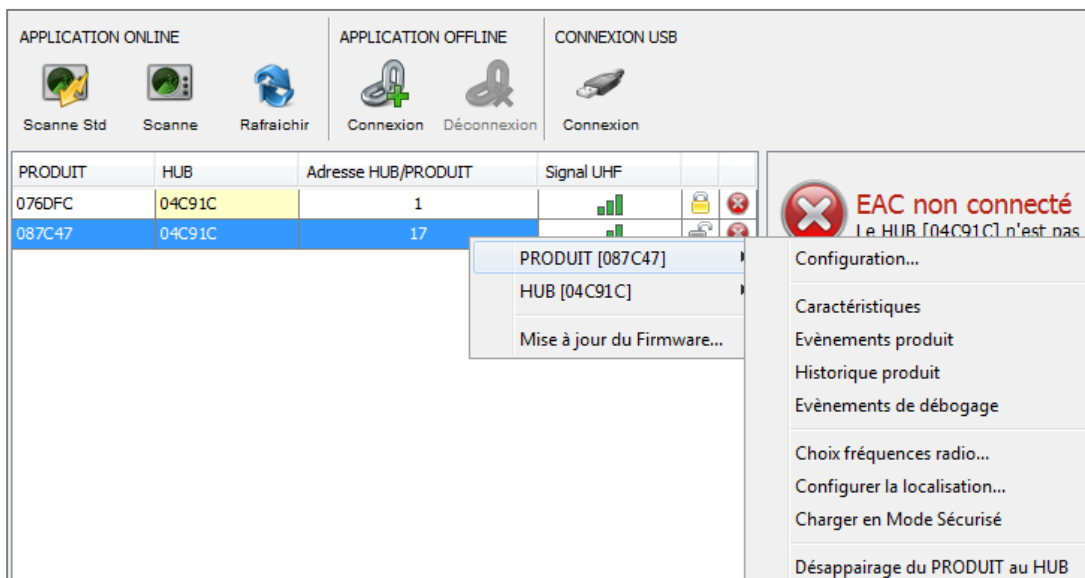 APPLICATION ONLINE
APPLICATION OFFLINE
CONNEXION USB
Scanne Std
Scanne
Rafraichir
Connexion
Déconnexion
Connexion
PRODUIT HUB Adresse HUB/PRODUIT Signal UHF
076DFC 04C91C 1
087C47 04C91C 17
EAC non connecté
Le HUB [04C91C] n'est pas
PRODUIT [087C47]
HUB [04C91C]
Mise à jour du Firmware...
Configuration...
Caractéristiques
Evènements produit
Historique produit
Evènements de débogage
Choix fréquences radio...
Configurer la localisation...
Charger en Mode Sécurisé
Désappairage du PRODUIT au HUB